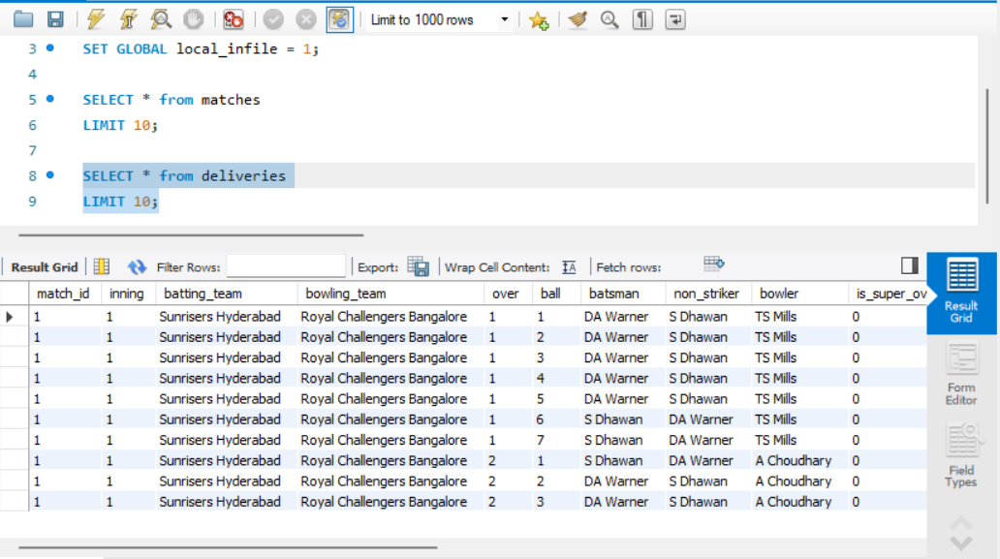 Limit to 1000 rows
3 SET GLOBAL local_infile = 1;
4
5 SELECT * from matches
6 LIMIT 10;
7
8 SELECT * from deliveries
9 LIMIT 10;
Result Grid Filter Rows: Export: Wrap Cell Content: IA Fetch rows:
match_id inning batting_team bowling_team over ball batsman non_striker bowler is_super_ov
1 1 Sunrisers Hyderabad Royal Challengers Bangalore 1 1 DA Warner S Dhawan TS Mills 0
1 1 Sunrisers Hyderabad Royal Challengers Bangalore 1 2 DA Warner S Dhawan TS Mills 0
1 1 Sunrisers Hyderabad Royal Challengers Bangalore 1 3 DA Warner S Dhawan TS Mills 0
1 1 Sunrisers Hyderabad Royal Challengers Bangalore 1 4 DA Warner S Dhawan TS Mills 0
1 1 Sunrisers Hyderabad Royal Challengers Bangalore 1 5 DA Warner S Dhawan TS Mills 0
1 1 Sunrisers Hyderabad Royal Challengers Bangalore 1 6 S Dhawan DA Warner TS Mills 0
1 1 Sunrisers Hyderabad Royal Challengers Bangalore 1 7 S Dhawan DA Warner TS Mills 0
1 1 Sunrisers Hyderabad Royal Challengers Bangalore 2 1 S Dhawan DA Warner A Choudhary 0
1 1 Sunrisers Hyderabad Royal Challengers Bangalore 2 2 DA Warner S Dhawan A Choudhary 0
1 1 Sunrisers Hyderabad Royal Challengers Bangalore 2 3 DA Warner S Dhawan A Choudhary 0
Result
Grid
Form
Editor
Field
Types